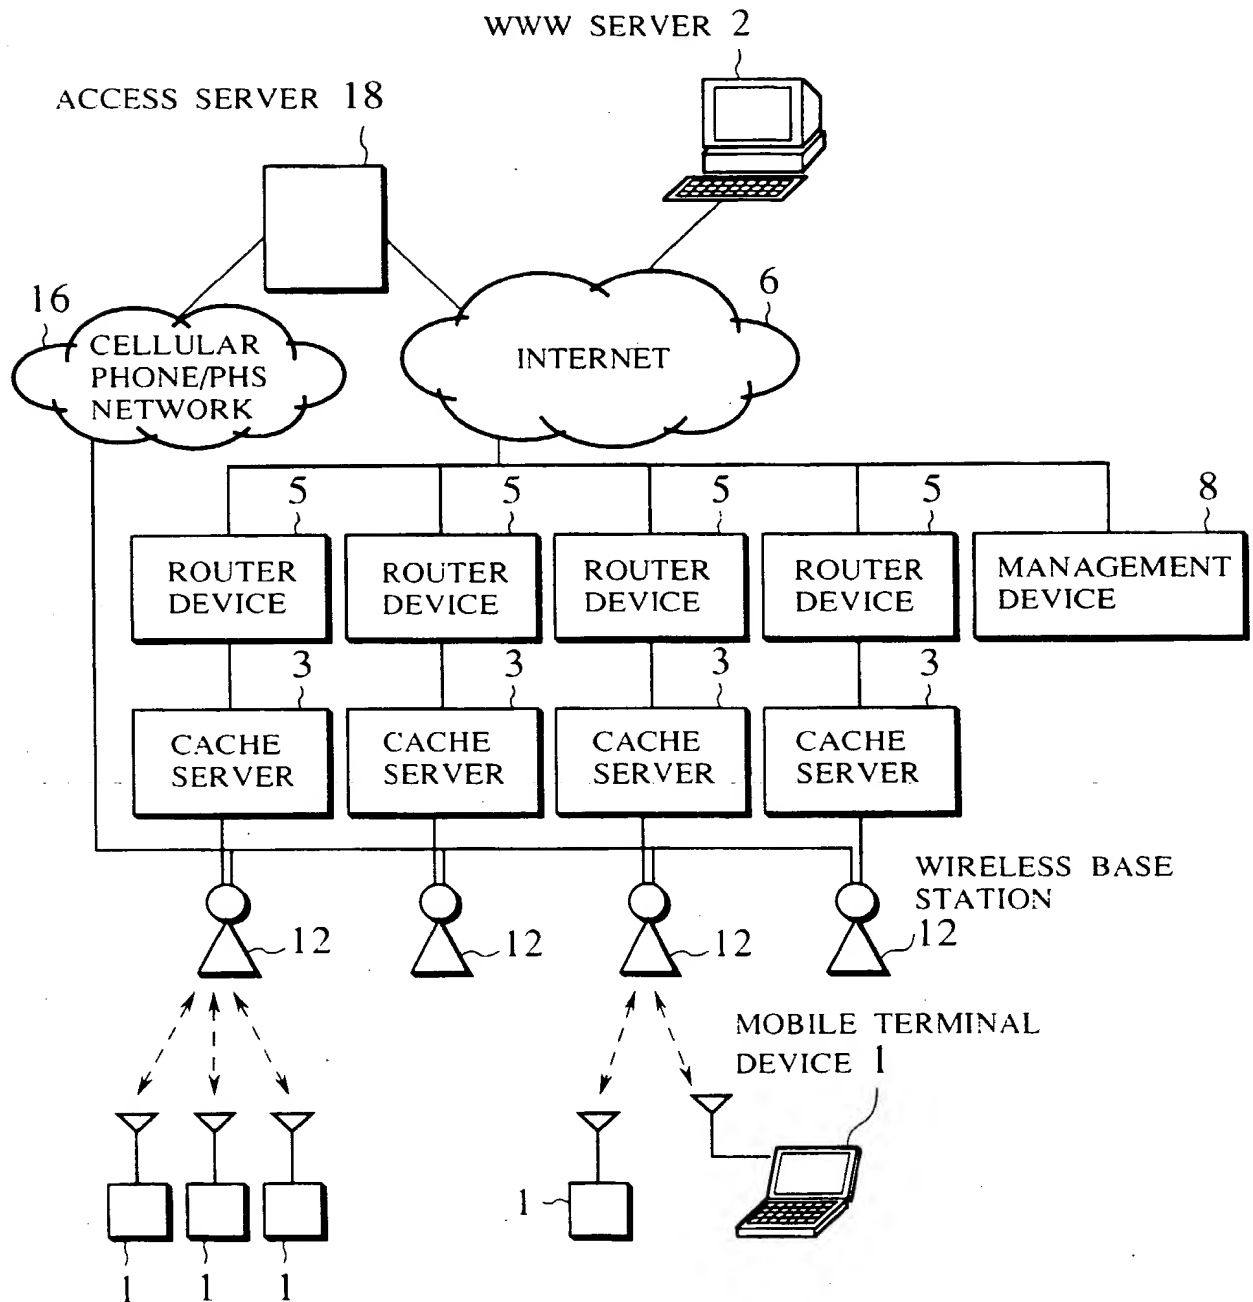 WWW SERVER 2
ACCESS SERVER 18
16
CELLULAR
PHONE/PHS
NETWORK
INTERNET
6
5
5
5
5
8
ROUTER
DEVICE
ROUTER
DEVICE
ROUTER
DEVICE
ROUTER
DEVICE
MANAGEMENT
DEVICE
3
3
3
3
CACHE
SERVER
CACHE
SERVER
CACHE
SERVER
CACHE
SERVER
WIRELESS BASE
STATION
12
12
12
12
MOBILE TERMINAL
DEVICE 1
1
1
1
1